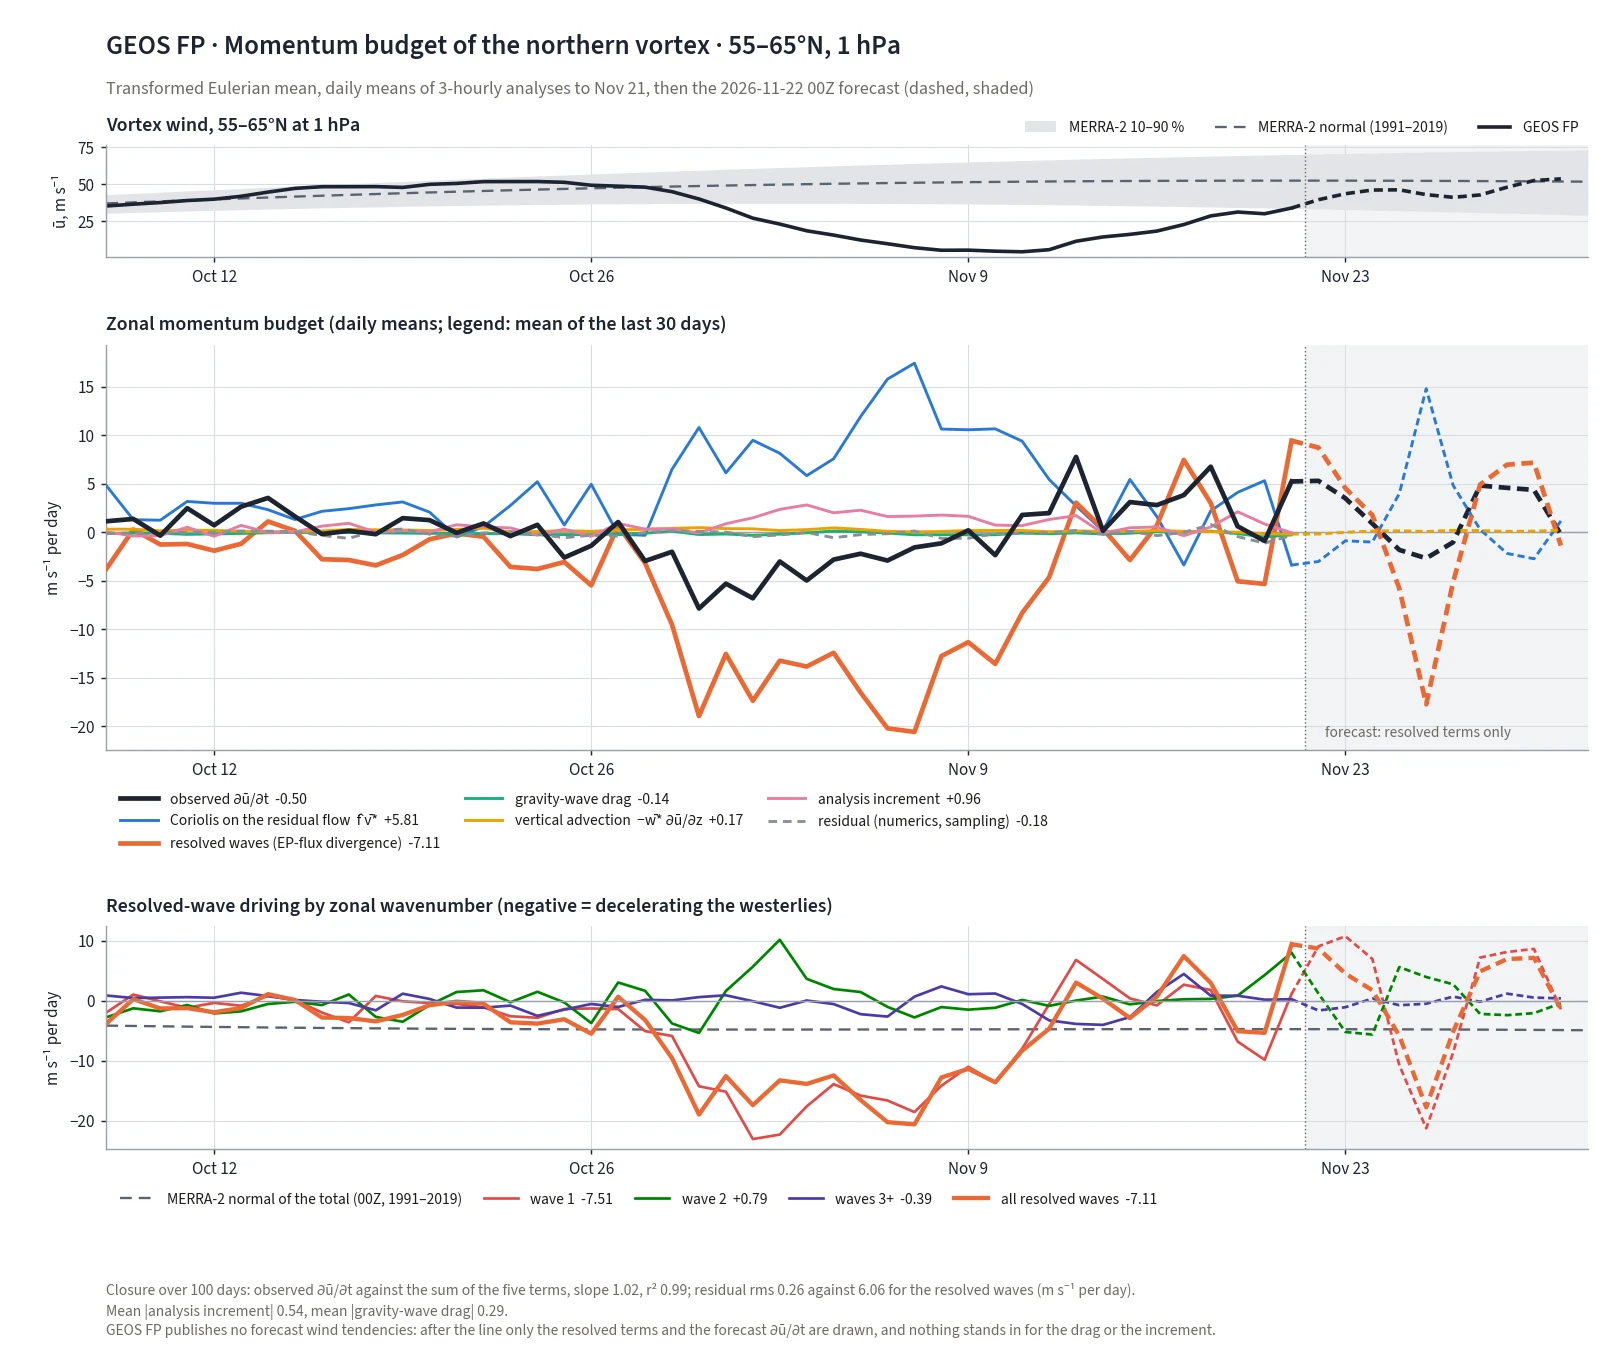 GEOS FP · Momentum budget of the northern vortex · 55–65°N, 1 hPa
Transformed Eulerian mean, daily means of 3-hourly analyses to Nov 21, then the 2026-11-22 00Z forecast (dashed, shaded)
Vortex wind, 55–65°N at 1 hPa
MERRA-2 10–90 %
MERRA-2 normal (1991–2019)
GEOS FP
75
50
25
ū, m s⁻¹
Oct 12
Oct 26
Nov 9
Nov 23
Zonal momentum budget (daily means; legend: mean of the last 30 days)
15
10
5
0
−5
−10
−15
−20
m s⁻¹ per day
forecast: resolved terms only
Oct 12
Oct 26
Nov 9
Nov 23
observed ∂ū/∂t -0.50
Coriolis on the residual flow f v̄* +5.81
resolved waves (EP-flux divergence) -7.11
gravity-wave drag -0.14
vertical advection −w̄* ∂ū/∂z +0.17
analysis increment +0.96
residual (numerics, sampling) -0.18
Resolved-wave driving by zonal wavenumber (negative = decelerating the westerlies)
10
0
−10
−20
m s⁻¹ per day
Oct 12
Oct 26
Nov 9
Nov 23
MERRA-2 normal of the total (00Z, 1991–2019)
wave 1 -7.51
wave 2 +0.79
waves 3+ -0.39
all resolved waves -7.11
Closure over 100 days: observed ∂ū/∂t against the sum of the five terms, slope 1.02, r² 0.99; residual rms 0.26 against 6.06 for the resolved waves (m s⁻¹ per day).
Mean |analysis increment| 0.54, mean |gravity-wave drag| 0.29.
GEOS FP publishes no forecast wind tendencies: after the line only the resolved terms and the forecast ∂ū/∂t are drawn, and nothing stands in for the drag or the increment.